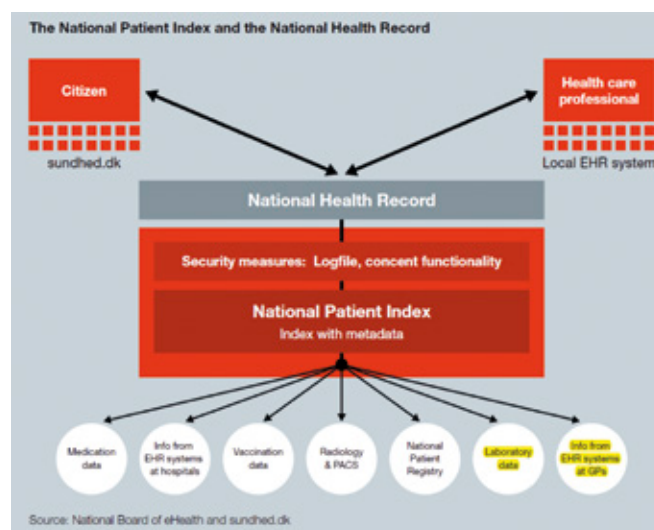 The National Patient Index and the National Health Record
Citizen
sundhed.dk
Health care
professional
Local EHR system
National Health Record
Security measures: Logfile, concent functionality
National Patient Index
Index with metadata
Medication
data
Info from
EHR systems
at hospitals
Vaccination
data
Radiology
& PACS
National
Patient
Registry
Laboratory
data
Info from
EHR systems
at GPs
Source: National Board of eHealth and sundhed.dk